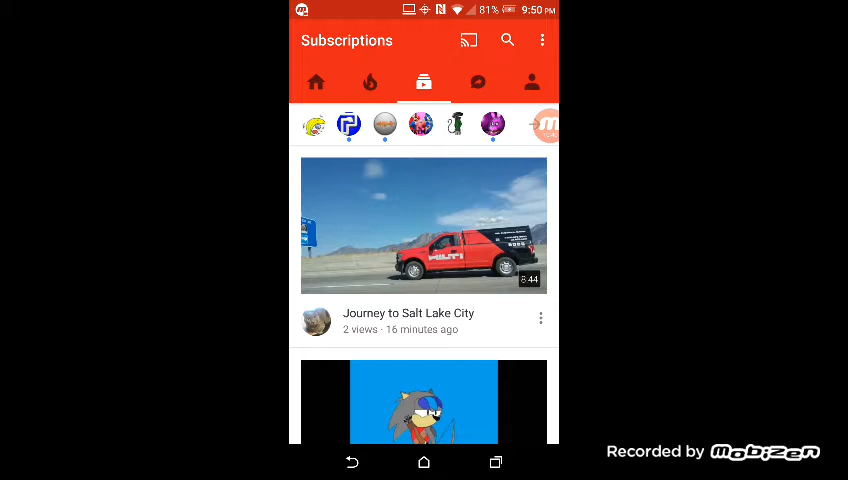 81% 9:50 PM
Subscriptions
HILTI
8:44
Journey to Salt Lake City
2 views · 16 minutes ago
Recorded by mobizen